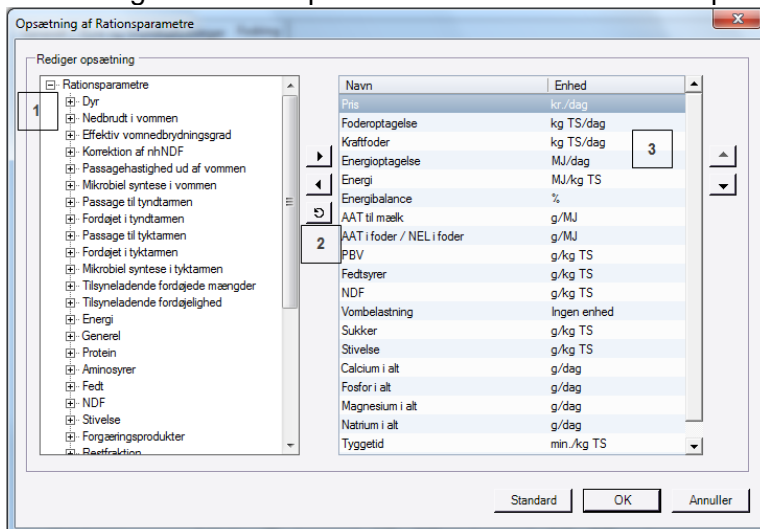 Opsætning af Rationsparametre
Rediger opsætning
Rationsparametre
1
Dyr
Nedbrudt i vommen
Effektiv vomnedbrydningsgrad
Korrektion af nhNDF
Passagehastighed ud af vommen
Mikrobiel syntese i vommen
Passage til tyndtarmen
Fordøjet i tyndtarmen
Passage til tyktarmen
Fordøjet i tyktarmen
Mikrobiel syntese i tyktarmen
Tilsyneladende fordøjede mængder
Tilsyneladende fordøjelighed
Energi
Generel
Protein
Aminosyrer
Fedt
NDF
Stivelse
Forgæringsprodukter
Restfraktion
2
Navn Enhed
Pris kr./dag
Foderoptagelse kg TS/dag
Kraftfoder kg TS/dag
3
Energioptagelse MJ/dag
Energi MJ/kg TS
Energibalance %
AAT til mælk g/MJ
AAT i foder / NEL i foder g/MJ
PBV g/kg TS
Fedtsyrer g/kg TS
NDF g/kg TS
Vombelastning Ingen enhed
Sukker g/kg TS
Stivelse g/kg TS
Calcium i alt g/dag
Fosfor i alt g/dag
Magnesium i alt g/dag
Natrium i alt g/dag
Tyggetid min./kg TS
Standard OK Annuller